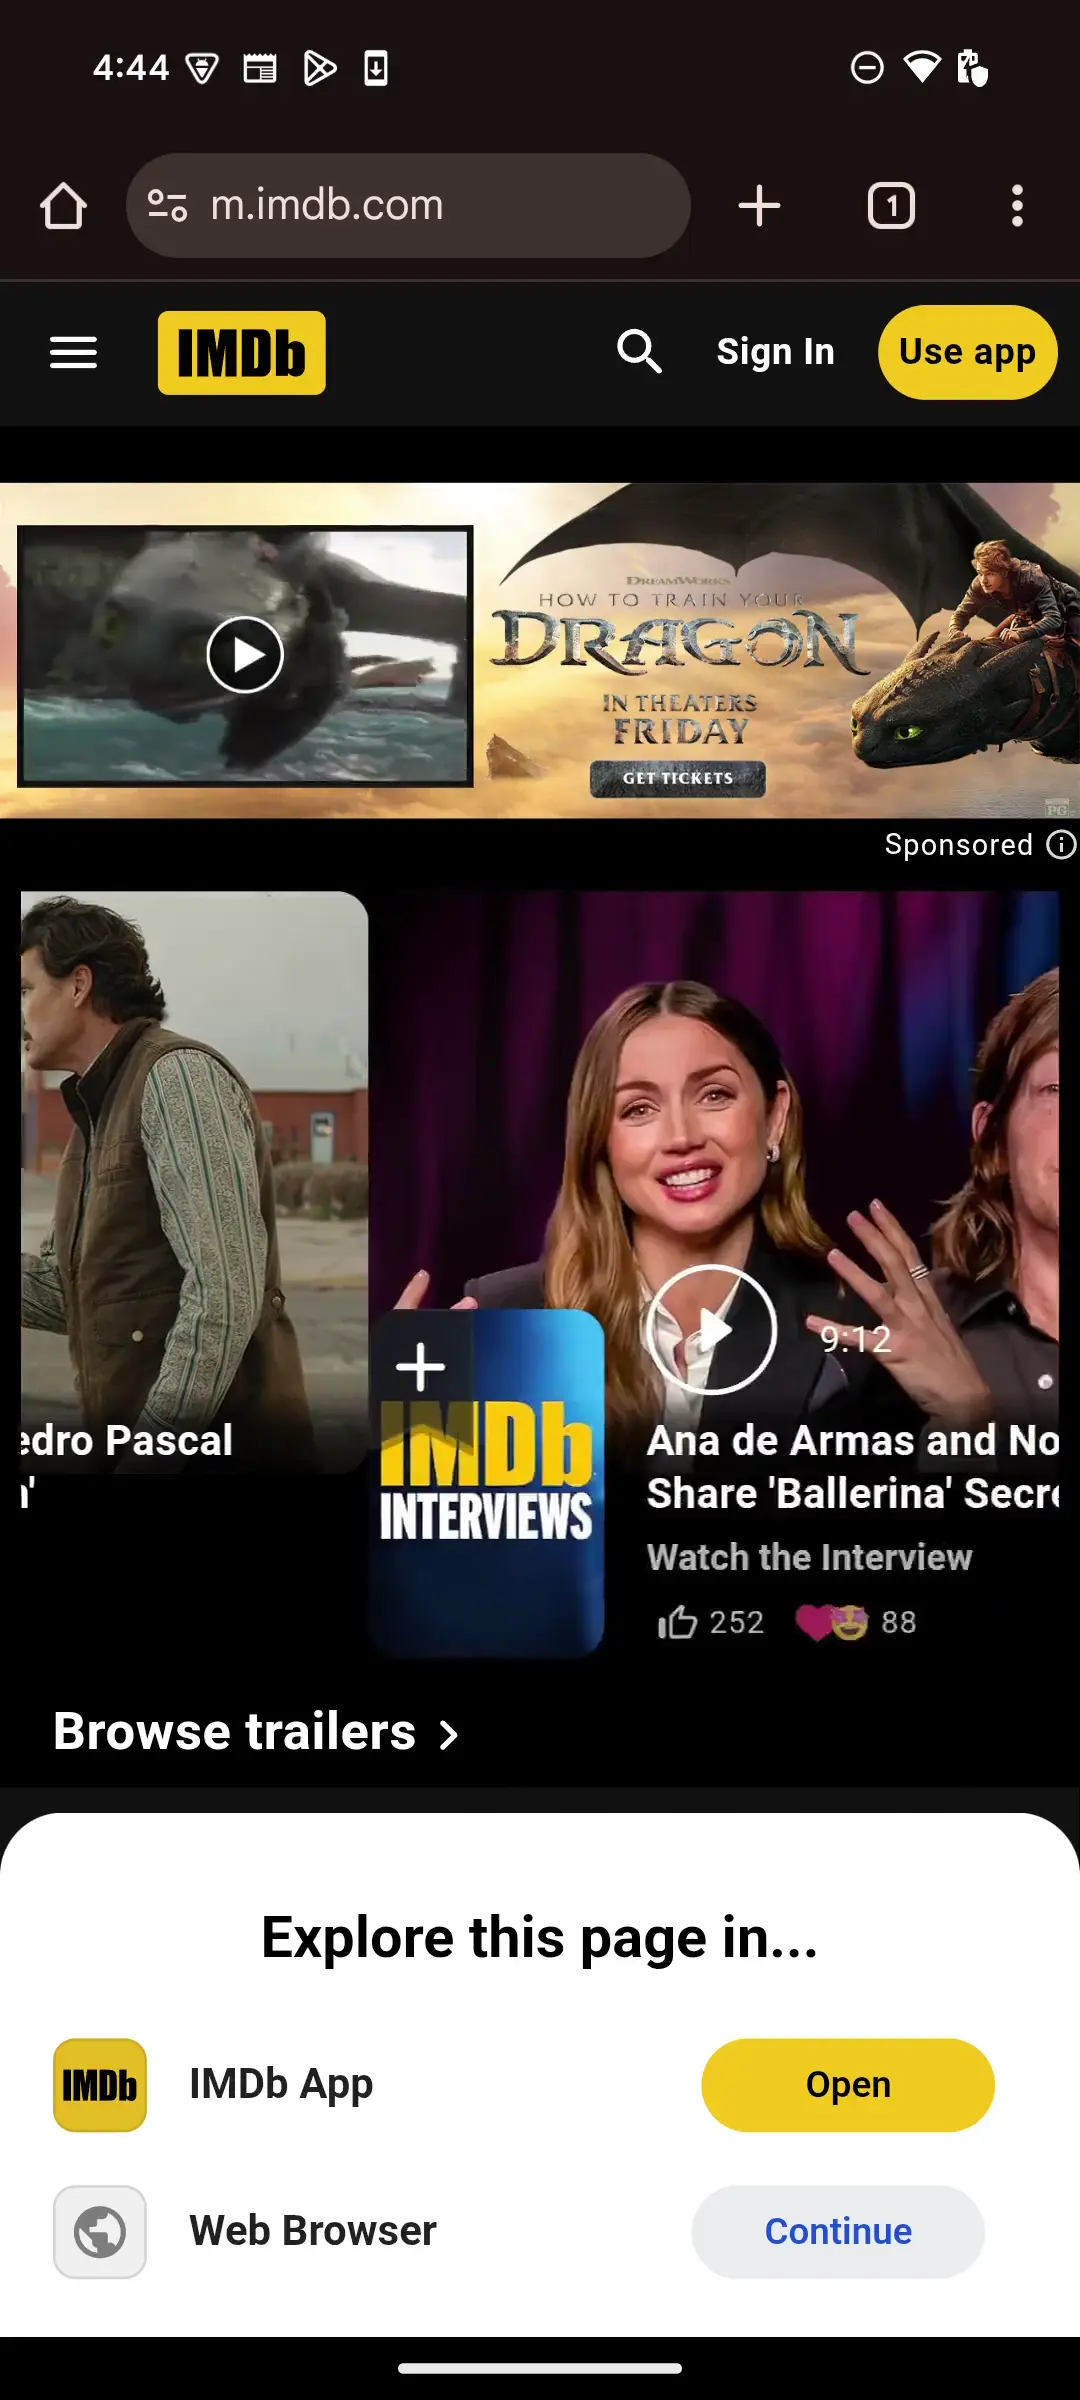 4:44
m.imdb.com
1
IMDb
Sign In
Use app
DREAMWORKS
HOW TO TRAIN YOUR
DRAGON
IN THEATERS
FRIDAY
GET TICKETS
PG
Sponsored
edro Pascal
n'
9:12
IMDb
INTERVIEWS
Ana de Armas and No
Share 'Ballerina' Secre
Watch the Interview
252
88
Browse trailers
Explore this page in...
IMDb
IMDb App
Open
Web Browser
Continue